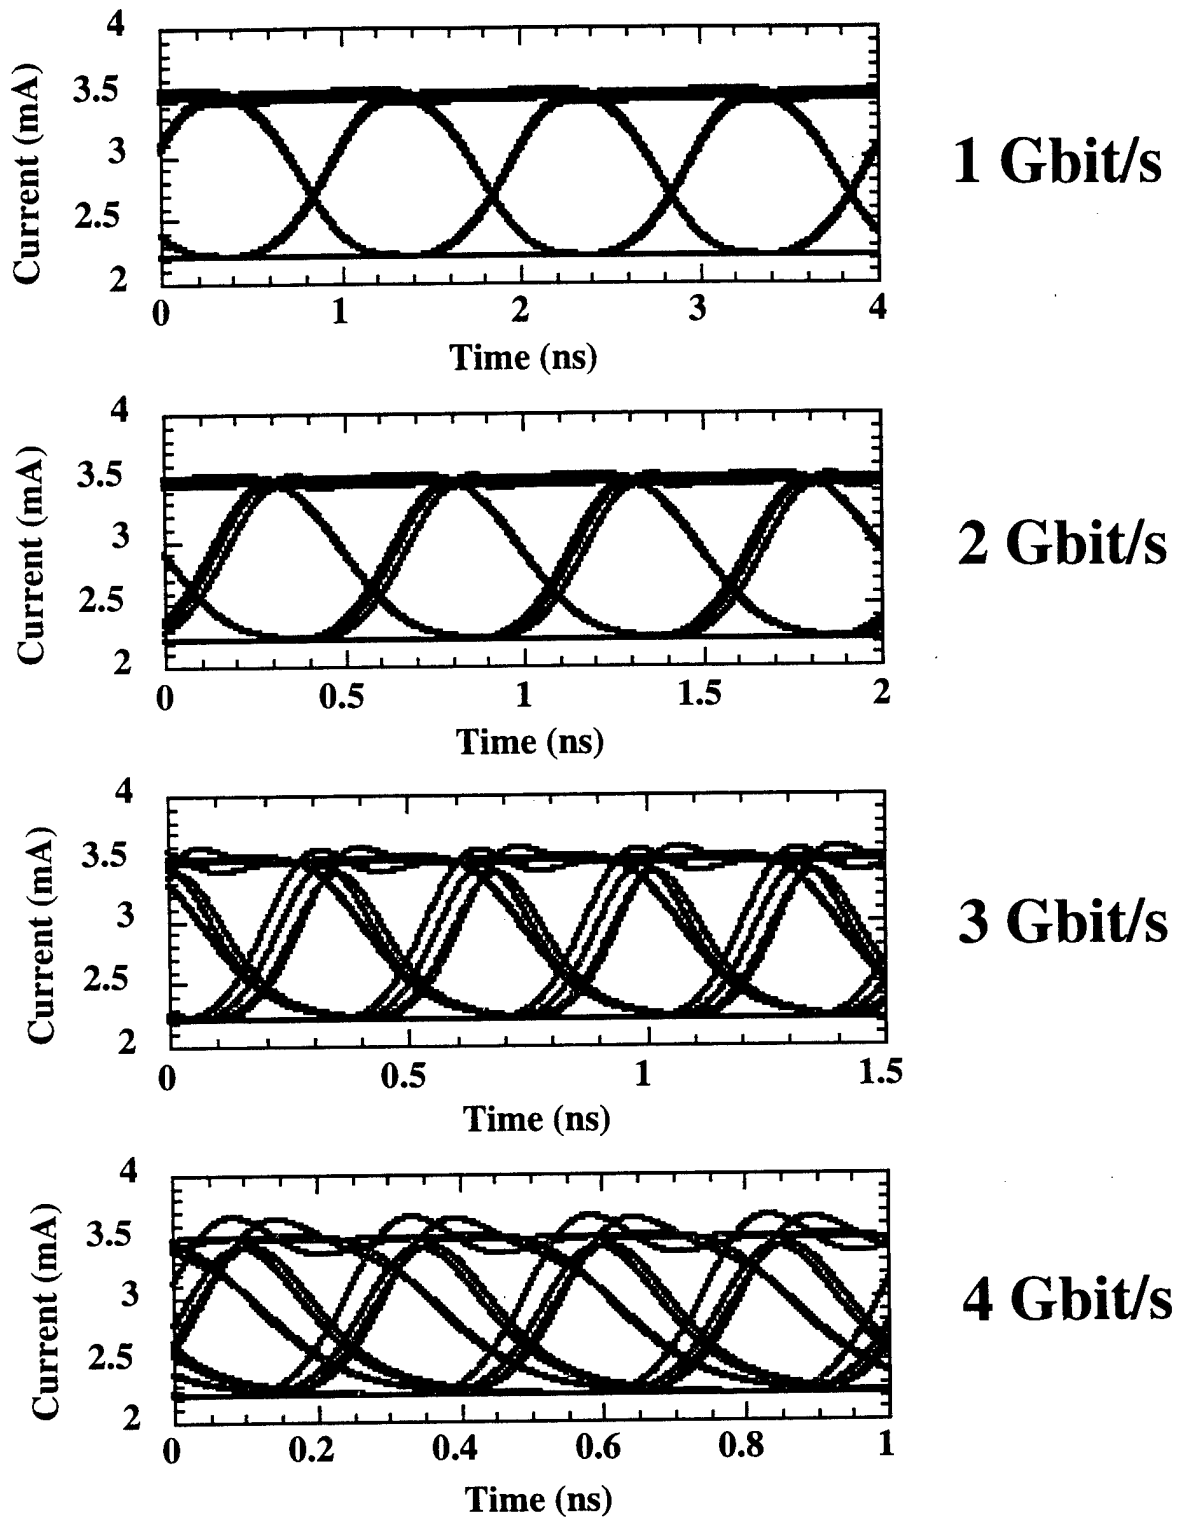 4
3.5
3
2.5
2
Current (mA)
0 1 2 3 4
Time (ns)
1 Gbit/s
4
3.5
3
2.5
2
Current (mA)
0 0.5 1 1.5 2
Time (ns)
2 Gbit/s
4
3.5
3
2.5
2
Current (mA)
0 0.5 1 1.5
Time (ns)
3 Gbit/s
4
3.5
3
2.5
2
Current (mA)
0 0.2 0.4 0.6 0.8 1
Time (ns)
4 Gbit/s